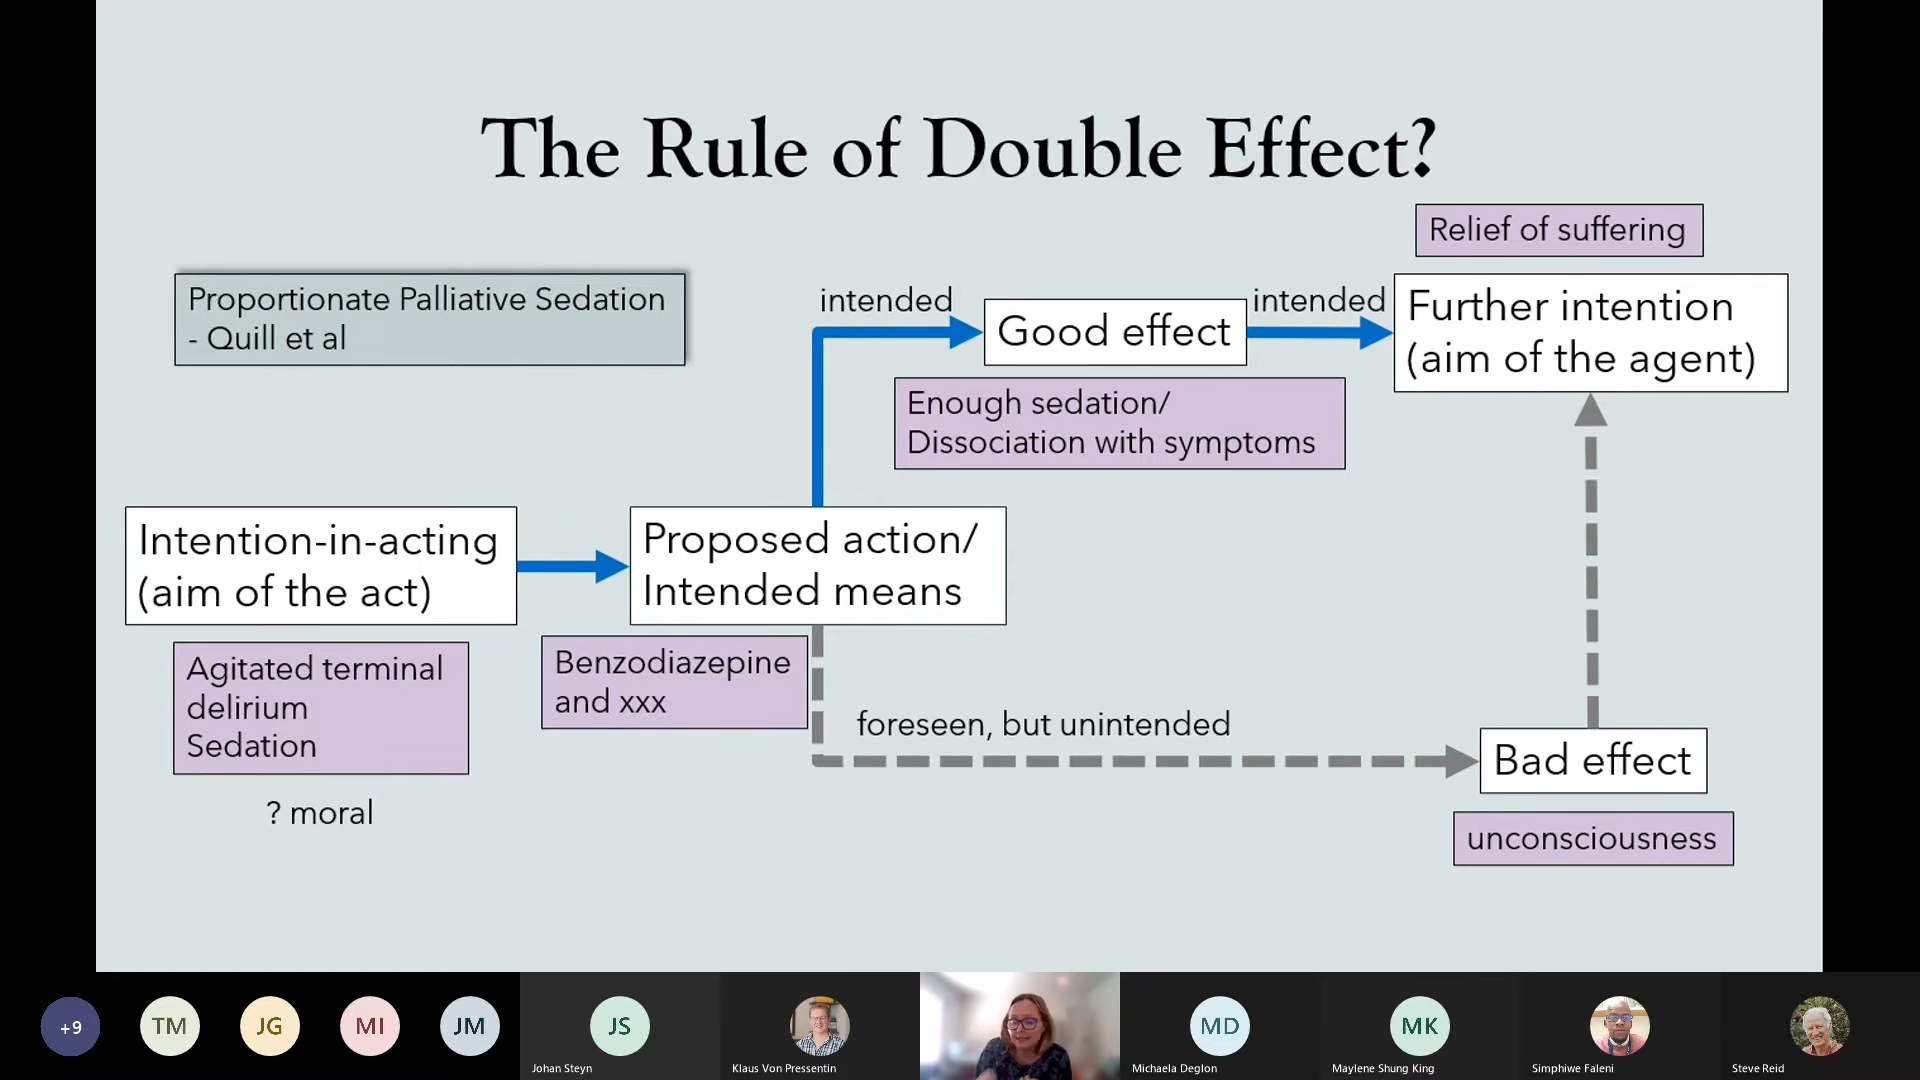 The Rule of Double Effect?
Relief of suffering
Proportionate Palliative Sedation
- Quill et al
intended
Good effect
intended
Further intention
(aim of the agent)
Enough sedation/
Dissociation with symptoms
Intention-in-acting
(aim of the act)
Proposed action/
Intended means
Agitated terminal
delirium
Sedation
Benzodiazepine
and xxx
foreseen, but unintended
Bad effect
? moral
unconsciousness
+9
TM
JG
MI
JM
JS
MD
MK
Johan Steyn
Klaus Von Pressentin
Michaela Deglon
Maylene Shung King
Simphiwe Faleni
Steve Reid